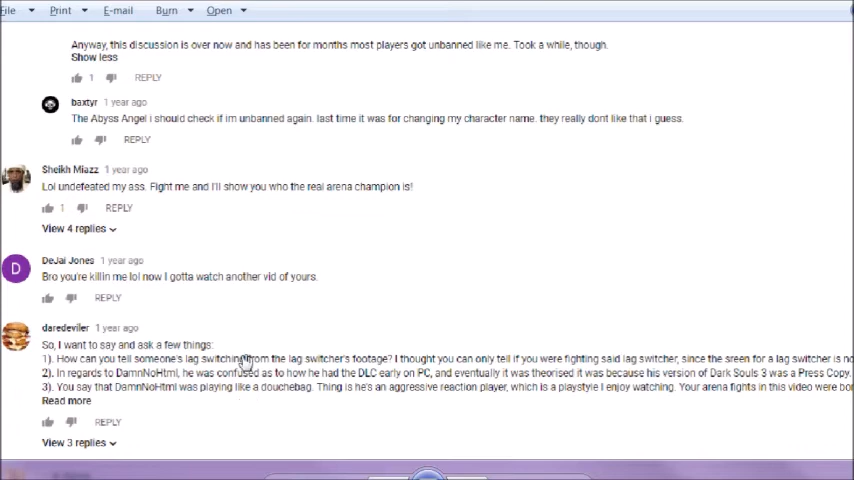 File Print E-mail Burn Open
Anyway, this discussion is over now and has been for months most players got unbanned like me. Took a while, though.
Show less
1 REPLY
baxtyr 1 year ago
The Abyss Angel i should check if im unbanned again. last time it was for changing my character name. they really dont like that i guess.
REPLY
Sheikh Miazz 1 year ago
Lol undefeated my ass. Fight me and I'll show you who the real arena champion is!
1 REPLY
View 4 replies
DeJai Jones 1 year ago
D
Bro you're killin me lol now I gotta watch another vid of yours.
REPLY
daredeviler 1 year ago
So, I want to say and ask a few things:
1). How can you tell someone's lag switching from the lag switcher's footage? I thought you can only tell if you were fighting said lag switcher, since the sreen for a lag switcher is
2). In regards to DamnNoHtml, he was confused as to how he had the DLC early on PC, and eventually it was theorised it was because his version of Dark Souls 3 was a Press Copy.
3). You say that DamnNoHtml was playing like a douchebag. Thing is he's an aggressive reaction player, which is a playstyle I enjoy watching. Your arena fights in this video were
Read more
REPLY
View 3 replies